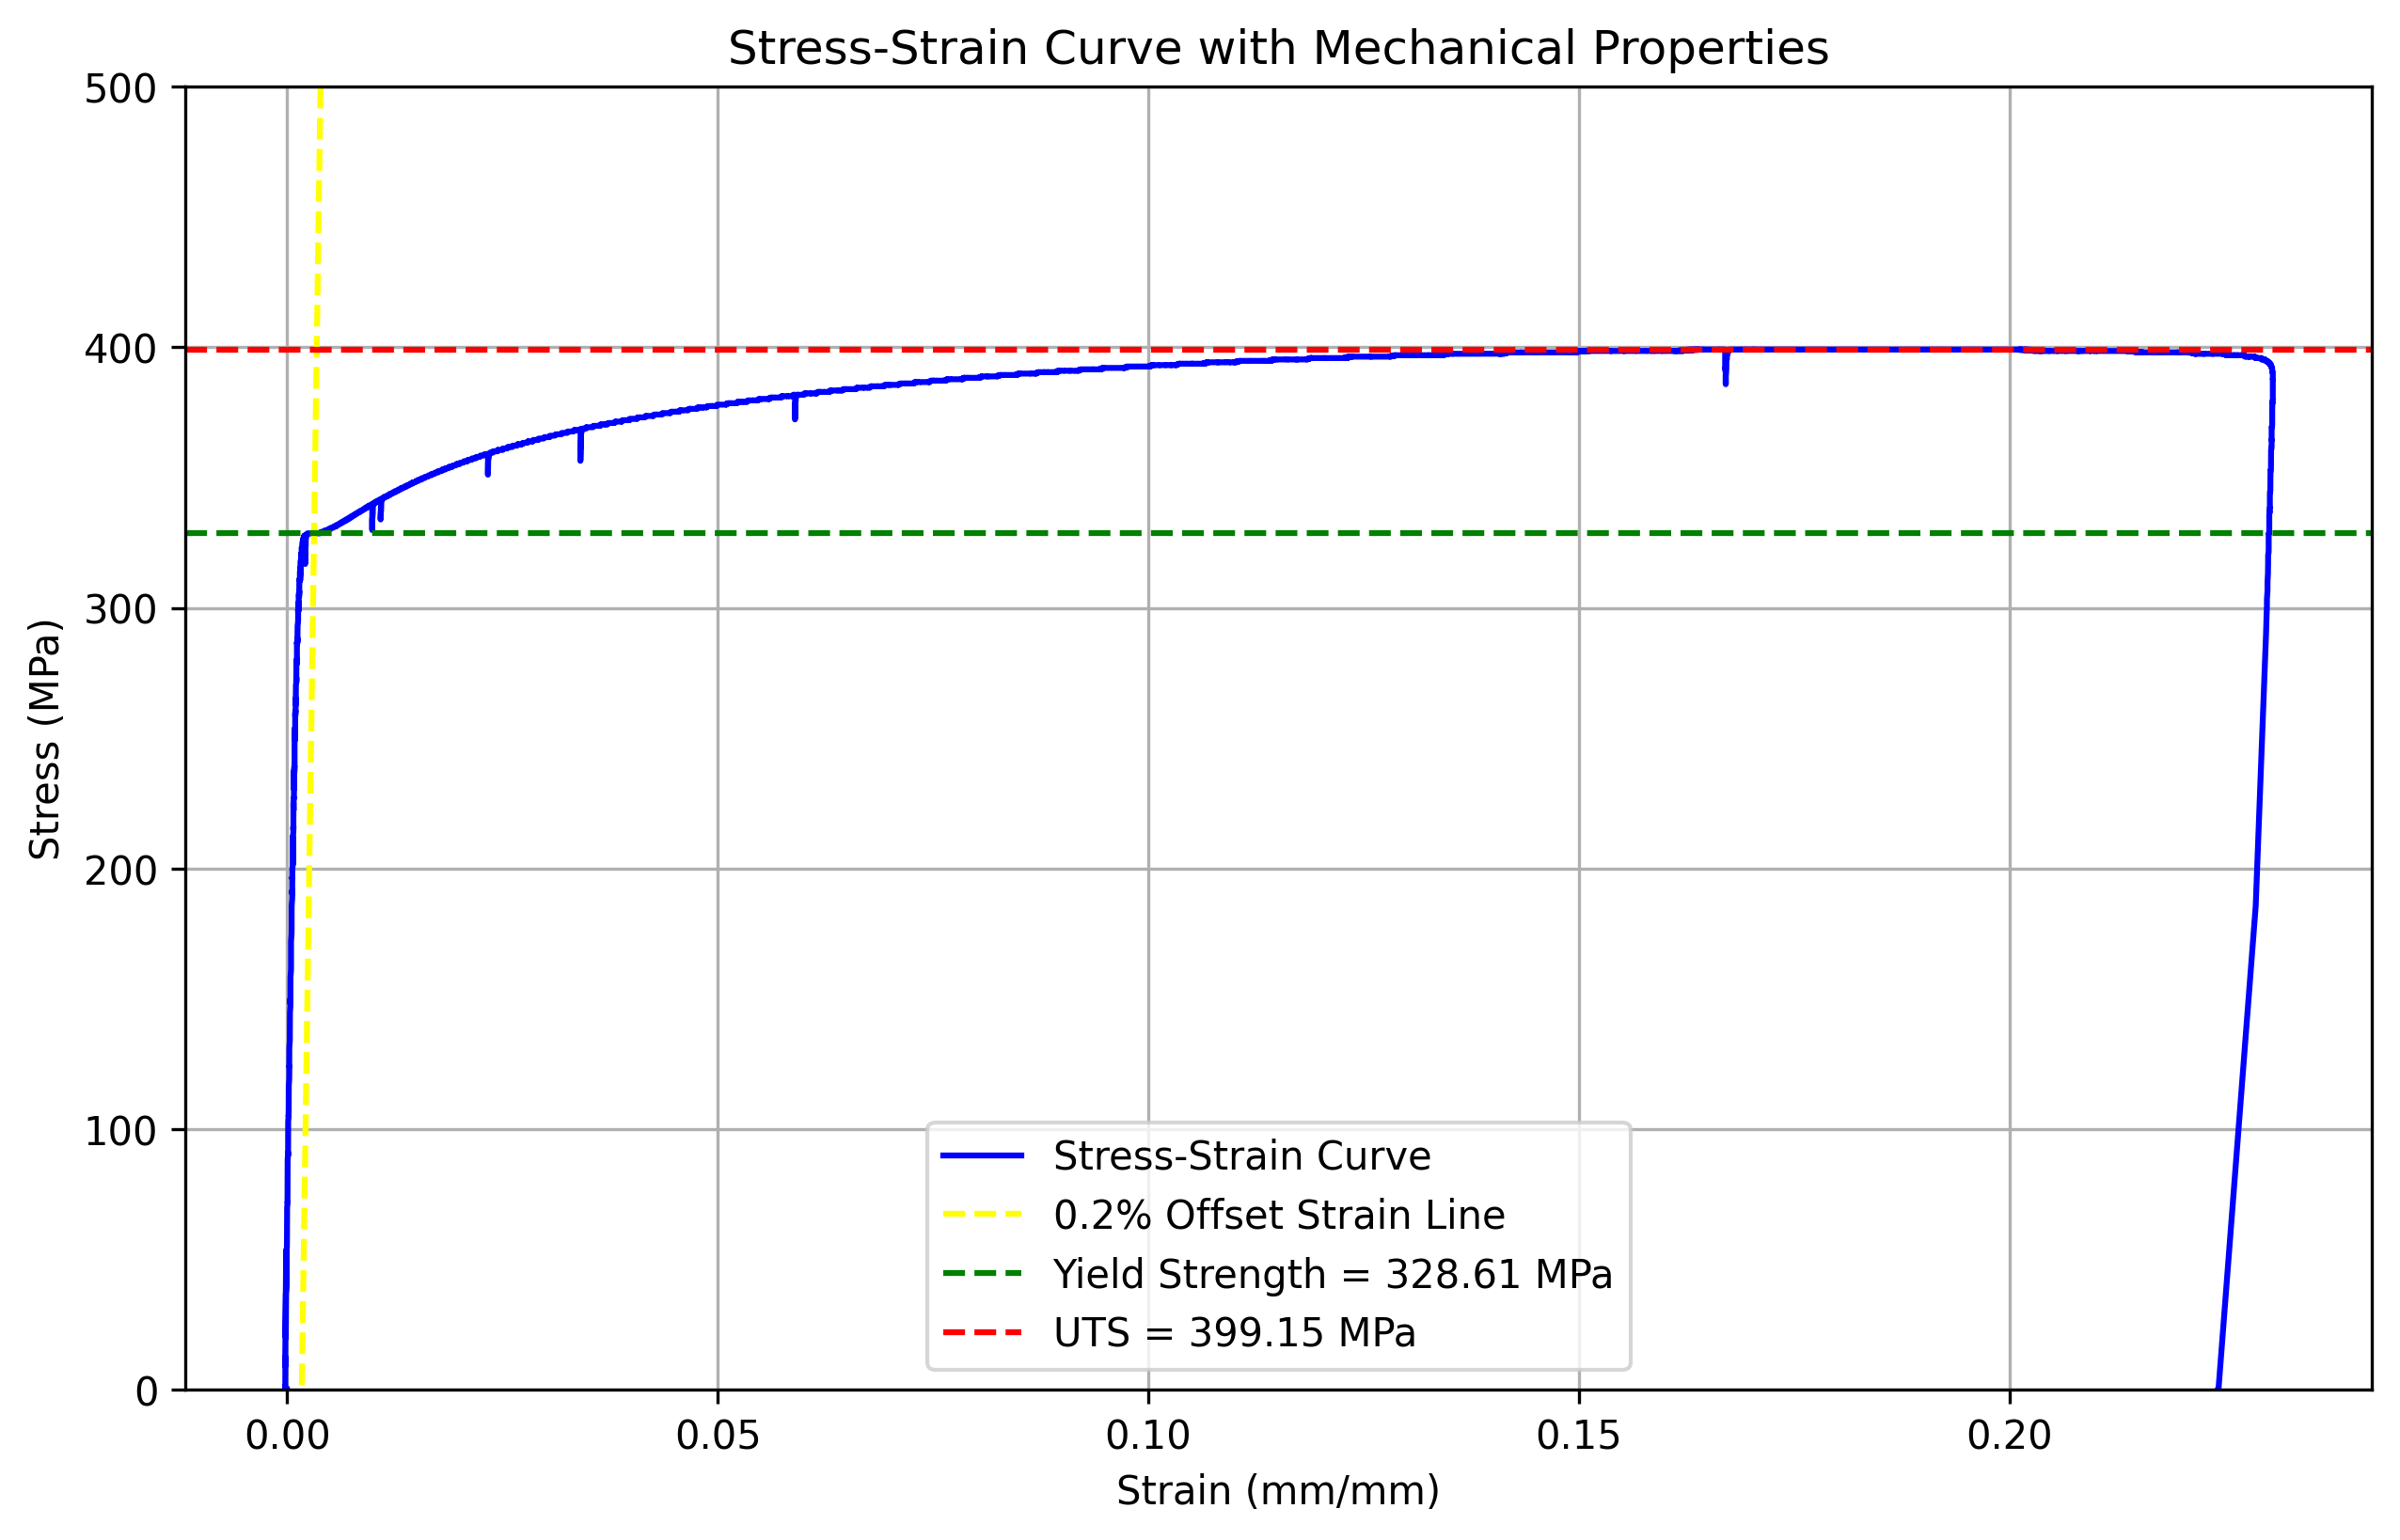 Stress-Strain Curve with Mechanical Properties
500
400
300
200
100
0
Stress (MPa)
Stress-Strain Curve
0.2% Offset Strain Line
Yield Strength = 328.61 MPa
UTS = 399.15 MPa
0.00 0.05 0.10 0.15 0.20
Strain (mm/mm)